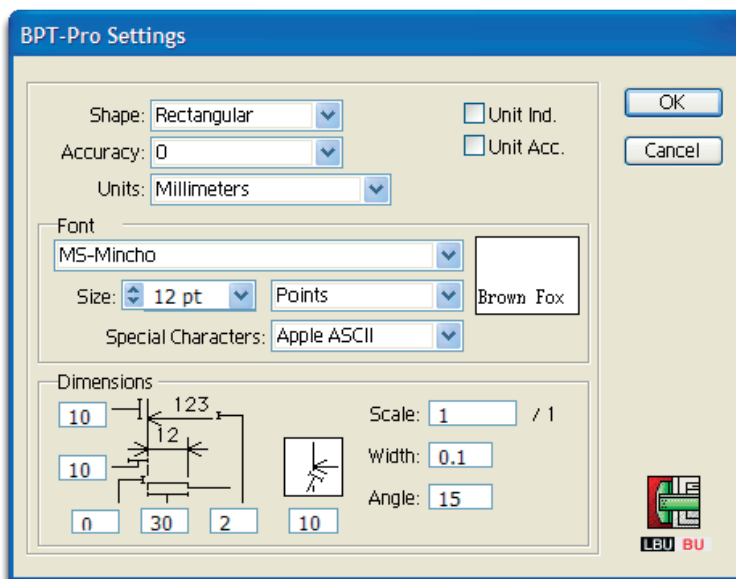 BPT-Pro Settings
Shape: Rectangular
Unit Ind.
OK
Accuracy: 0
Unit Acc.
Cancel
Units: Millimeters
Font
MS-Mincho
Size: 12 pt
Points
Brown Fox
Special Characters: Apple ASCII
Dimensions
10
123
Scale: 1 / 1
12
Width: 0.1
10
Angle: 15
0
30
2
10
LBU BU